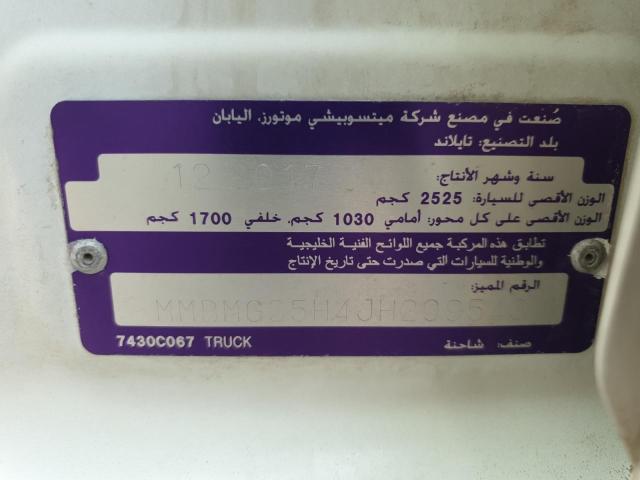 صُنعت في مصنع شركة ميتسوبيشي موتورز. اليابان
بلد التصنيع: تايلاند
سنة وشهر الأنتاج:
الوزن الأقصى للسيارة: 2525 كجم
الوزن الأقصى على كل محور: أمامي 1030 كجم. خلفي 1700 كجم
تطابق هذه المركبة جميع اللوائح الفنية الخليجية
والوطنية للسيارات التي صدرت حتى تاريخ الإنتاج
الرقم المميز:
صنف: شاحنة 7430C067 TRUCK